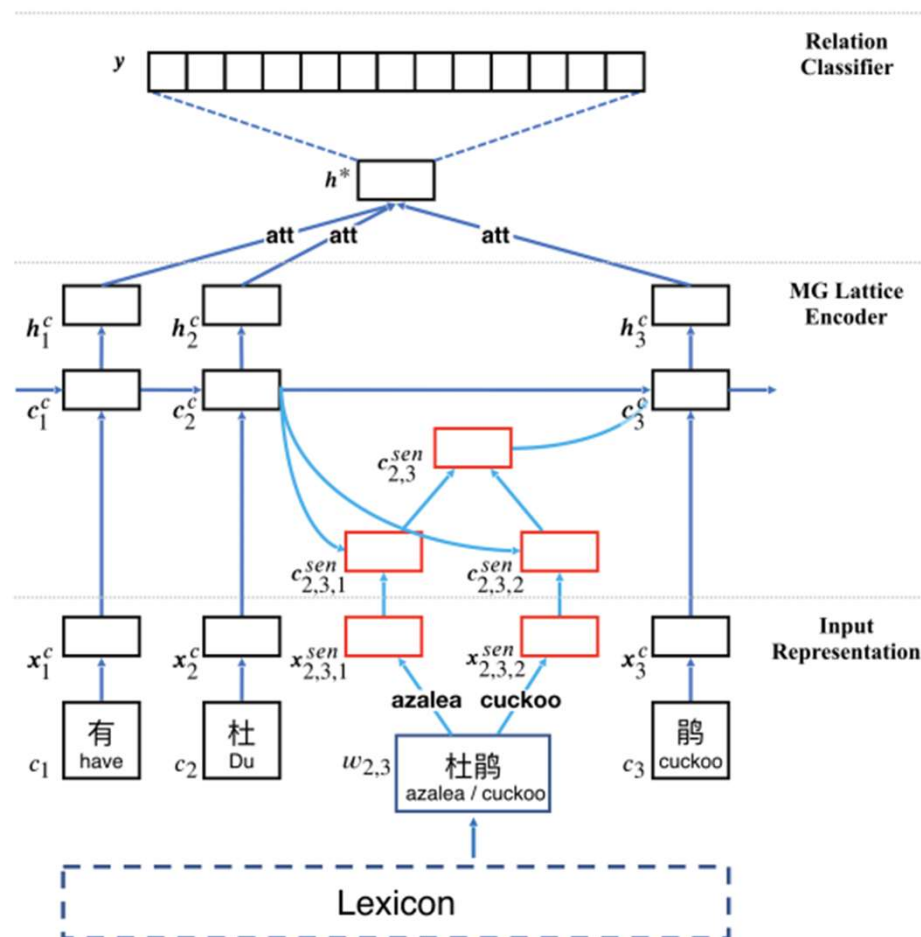 Relation
Classifier
y
h*
att att att
MG Lattice
Encoder
h₁ᶜ h₂ᶜ h₃ᶜ
c₁ᶜ c₂ᶜ c₃ᶜ
c₂,₃ˢᵉⁿ
c₂,₃,₁ˢᵉⁿ c₂,₃,₂ˢᵉⁿ
Input
Representation
x₁ᶜ x₂ᶜ x₂,₃,₁ˢᵉⁿ x₂,₃,₂ˢᵉⁿ x₃ᶜ
azalea cuckoo
c₁ 有 have
c₂ 杜 Du
w₂,₃ 杜鹃 azalea / cuckoo
c₃ 鹃 cuckoo
Lexicon